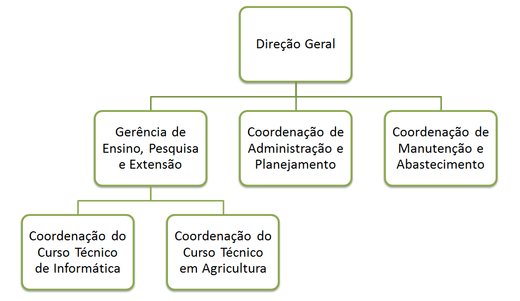 Direção Geral
Gerência de
Ensino, Pesquisa
e Extensão
Coordenação de
Administração e
Planejamento
Coordenação de
Manutenção e
Abastecimento
Coordenação do
Curso Técnico
de Informática
Coordenação do
Curso Técnico
em Agricultura